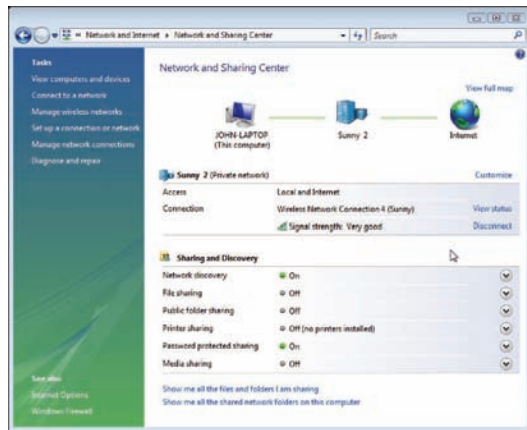 Network and Internet Network and Sharing Center
Search
Tasks
View computers and devices
Connect to a network
Manage wireless networks
Set up a connection or network
Manage network connections
Diagnose and repair
See also
Internet Options
Windows Firewall
Network and Sharing Center
View full map
JOHN-LAPTOP
(This computer)
Sunny 2
Internet
Sunny 2 (Private network)
Customize
Access Local and Internet
Connection Wireless Network Connection 4 (Sunny) View status
Signal strength: Very good Disconnect
Sharing and Discovery
Network discovery On
File sharing Off
Public folder sharing Off
Printer sharing Off (no printers installed)
Password protected sharing On
Media sharing Off
Show me all the files and folders I am sharing
Show me all the shared network folders on this computer